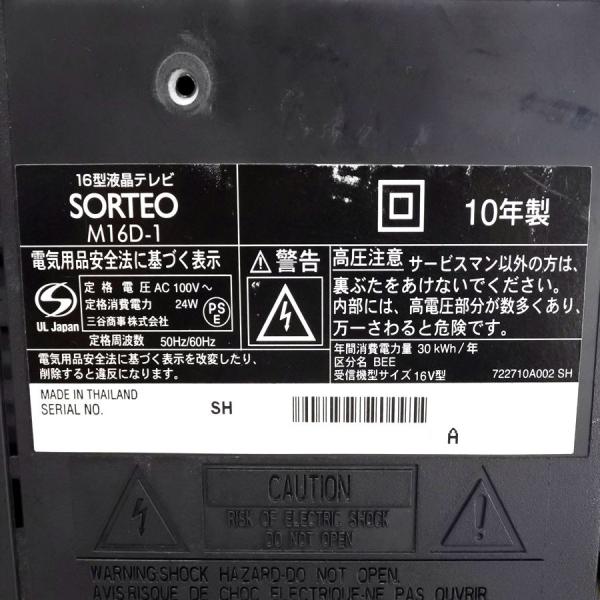 16型液晶テレビ
SORTEO
M16D-1
10年製
電気用品安全法に基づく表示
UL Japan
定格電圧 AC 100V～
定格消費電力 24W
三谷商事株式会社
PS
E
定格周波数 50Hz/60Hz
電気用品安全法に基づく表示を改変したり、
削除すると違反になります。
警告
高圧注意 サービスマン以外の方は、
裏ぶたをあけないでください。
内部には、高電圧部分が数多くあり、
万一さわると危険です。
年間消費電力量 30 kWh/年
区分名 BEE
受信機型サイズ 16V型
722710A002 SH
MADE IN THAILAND
SERIAL NO.
SH
A
CAUTION
RISK OF ELECTRIC SHOCK
DO NOT OPEN
WARNING:SHOCK HAZARD-DO NOT OPEN.
AVIS:RISQUE DE CHOC ELECTRIQUE-NE PAS OUVRIR.